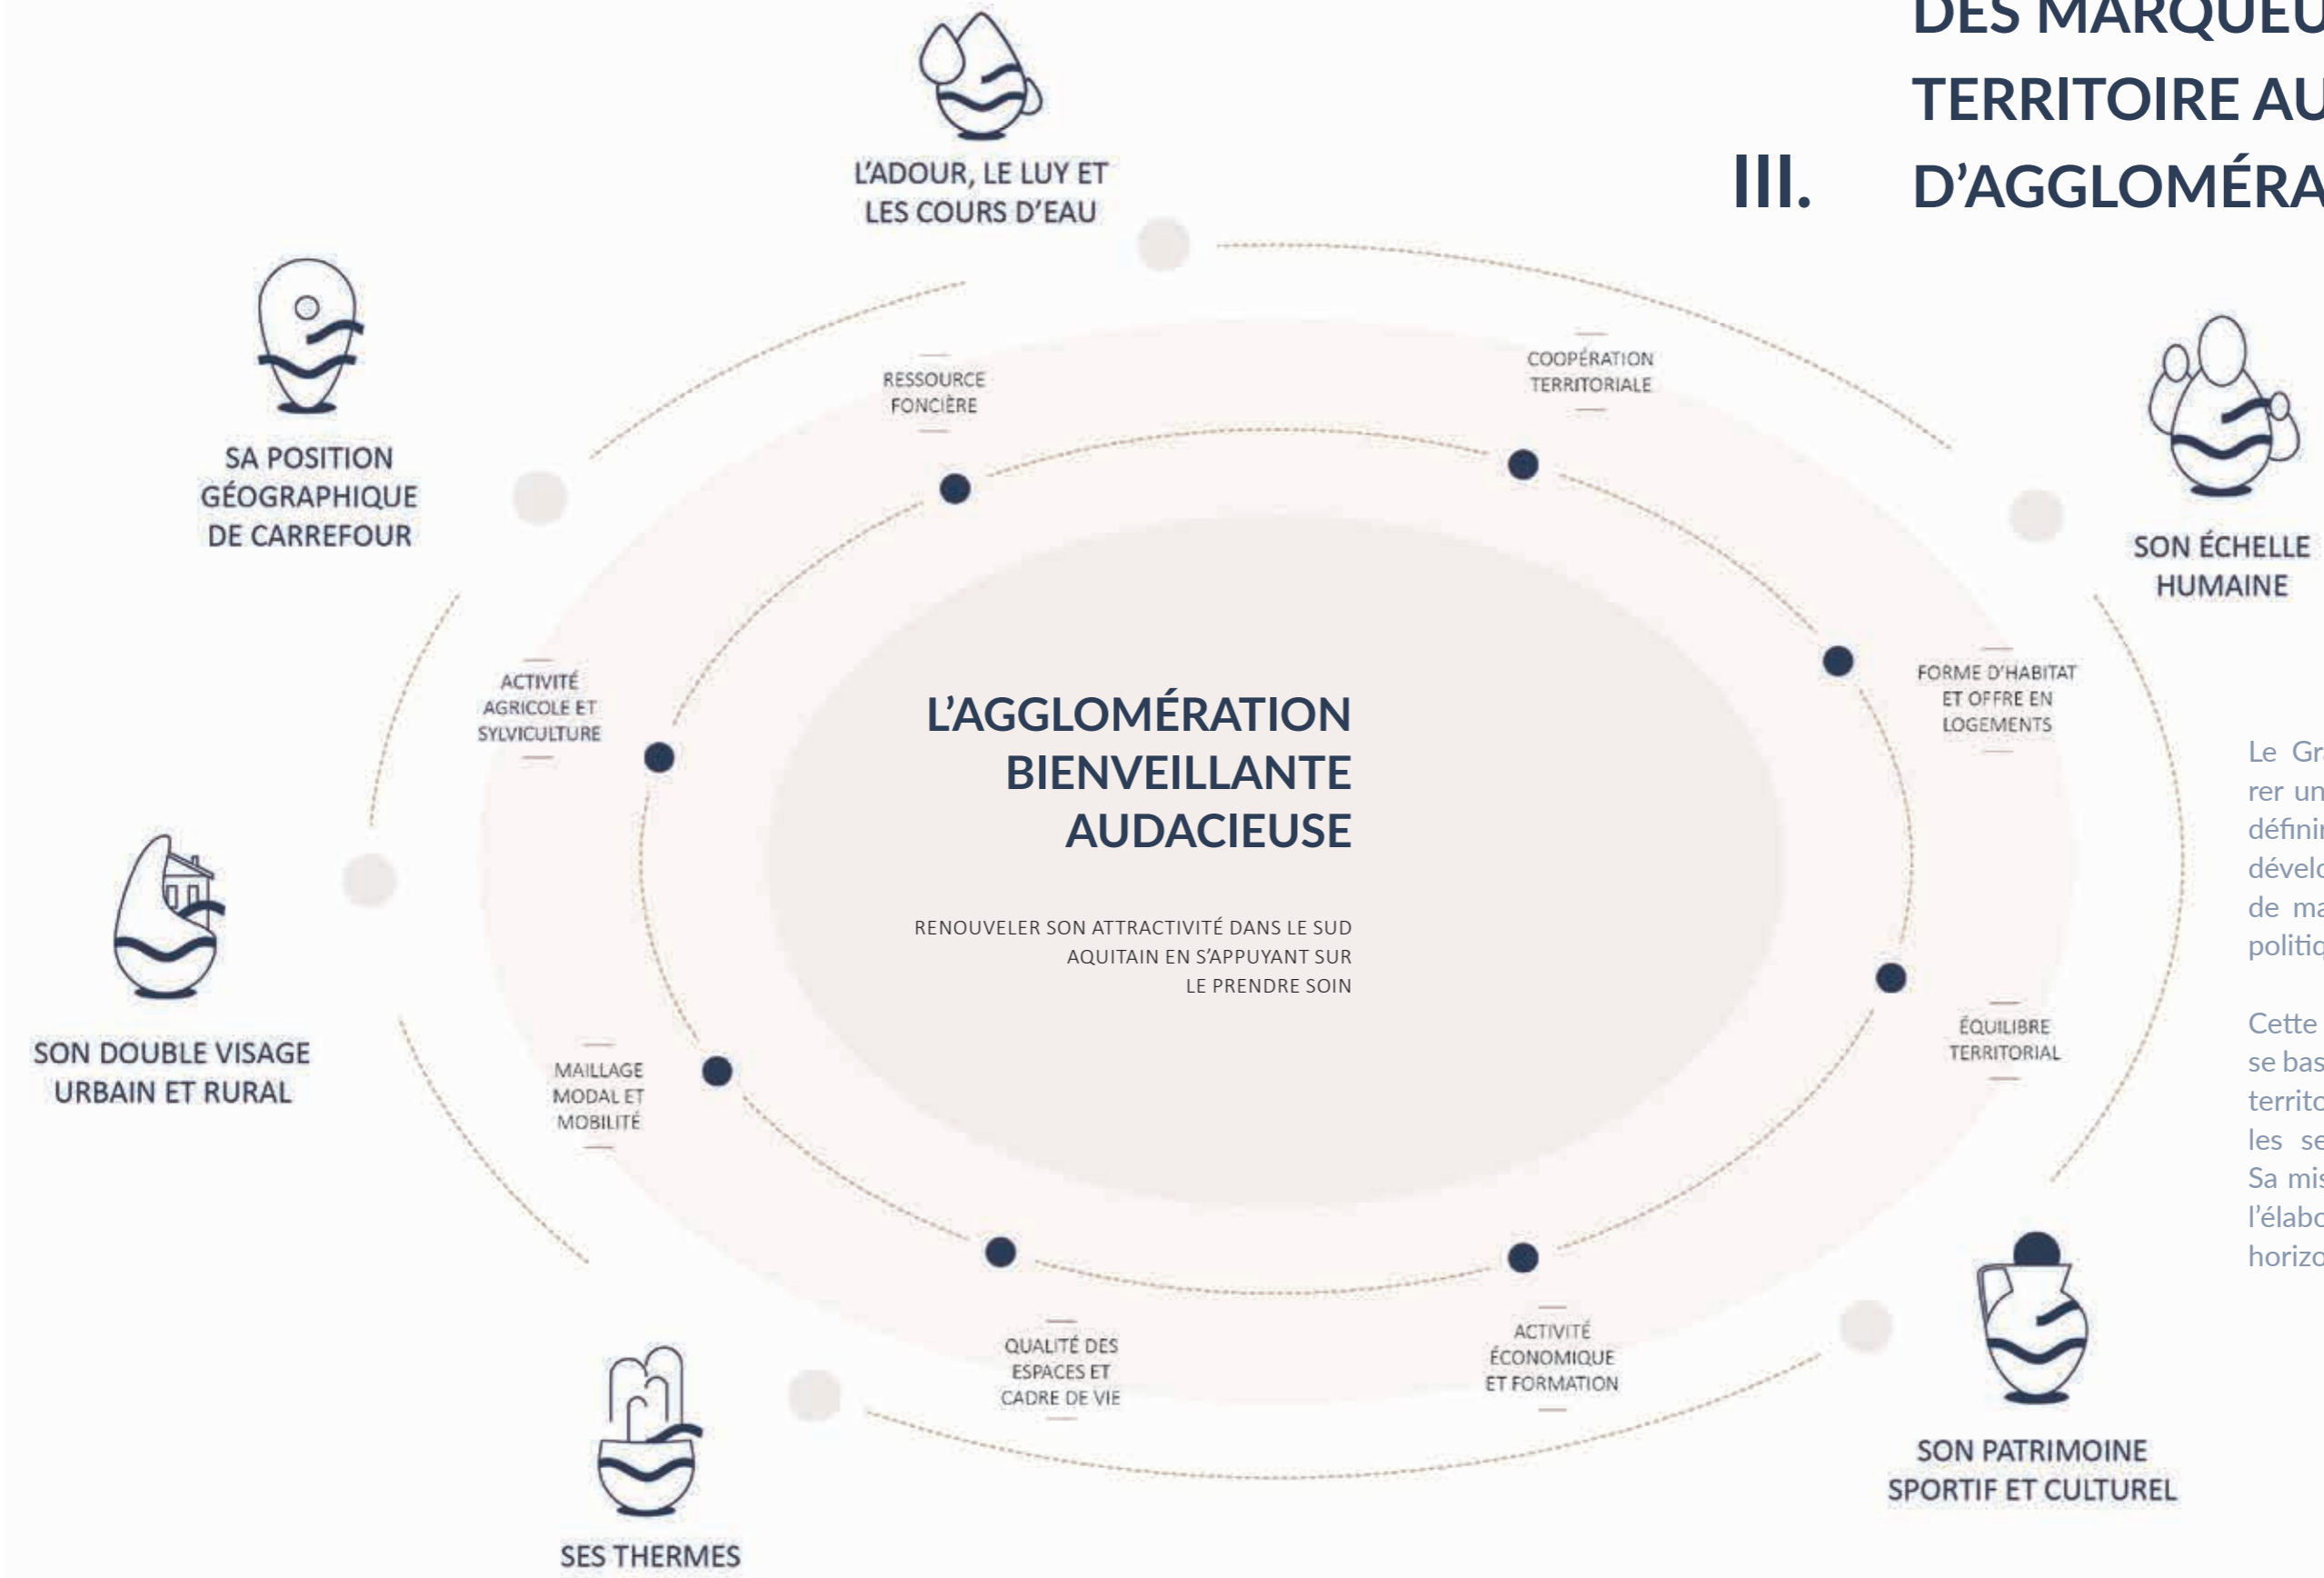 DES MARQUEU
TERRITOIRE AU
III. D'AGGLOMÉRA
L'ADOUR, LE LUY ET
LES COURS D'EAU
SA POSITION
GÉOGRAPHIQUE
DE CARREFOUR
SON ÉCHELLE
HUMAINE
SON DOUBLE VISAGE
URBAIN ET RURAL
SES THERMES
SON PATRIMOINE
SPORTIF ET CULTUREL
RESSOURCE
FONCIÈRE
COOPÉRATION
TERRITORIALE
ACTIVITÉ
AGRICOLE ET
SYLVICULTURE
FORME D'HABITAT
ET OFFRE EN
LOGEMENTS
MAILLAGE
MODAL ET
MOBILITÉ
ÉQUILIBRE
TERRITORIAL
QUALITÉ DES
ESPACES ET
CADRE DE VIE
ACTIVITÉ
ÉCONOMIQUE
ET FORMATION
L'AGGLOMÉRATION
BIENVEILLANTE
AUDACIEUSE
RENOUVELER SON ATTRACTIVITÉ DANS LE SUD
AQUITAIN EN S'APPUYANT SUR
LE PRENDRE SOIN
Le Gr
rer un
définir
dévelo
de ma
politiq
Cette
se bas
territo
les se
Sa mis
l'élabo
horizo